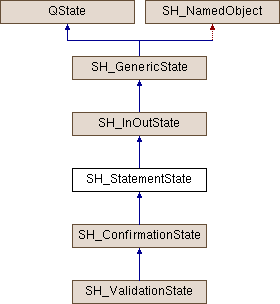 QState
SH_NamedObject
SH_GenericState
SH_InOutState
SH_StatementState
SH_ConfirmationState
SH_ValidationState